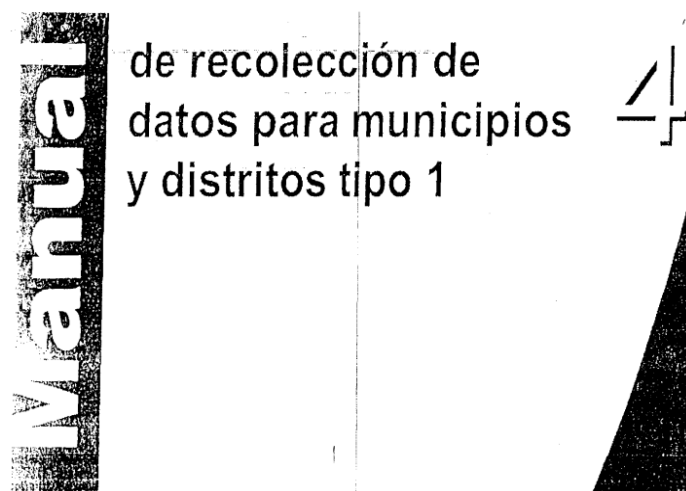 Manual
de recolección de
datos para municipios
y distritos tipo 1
4